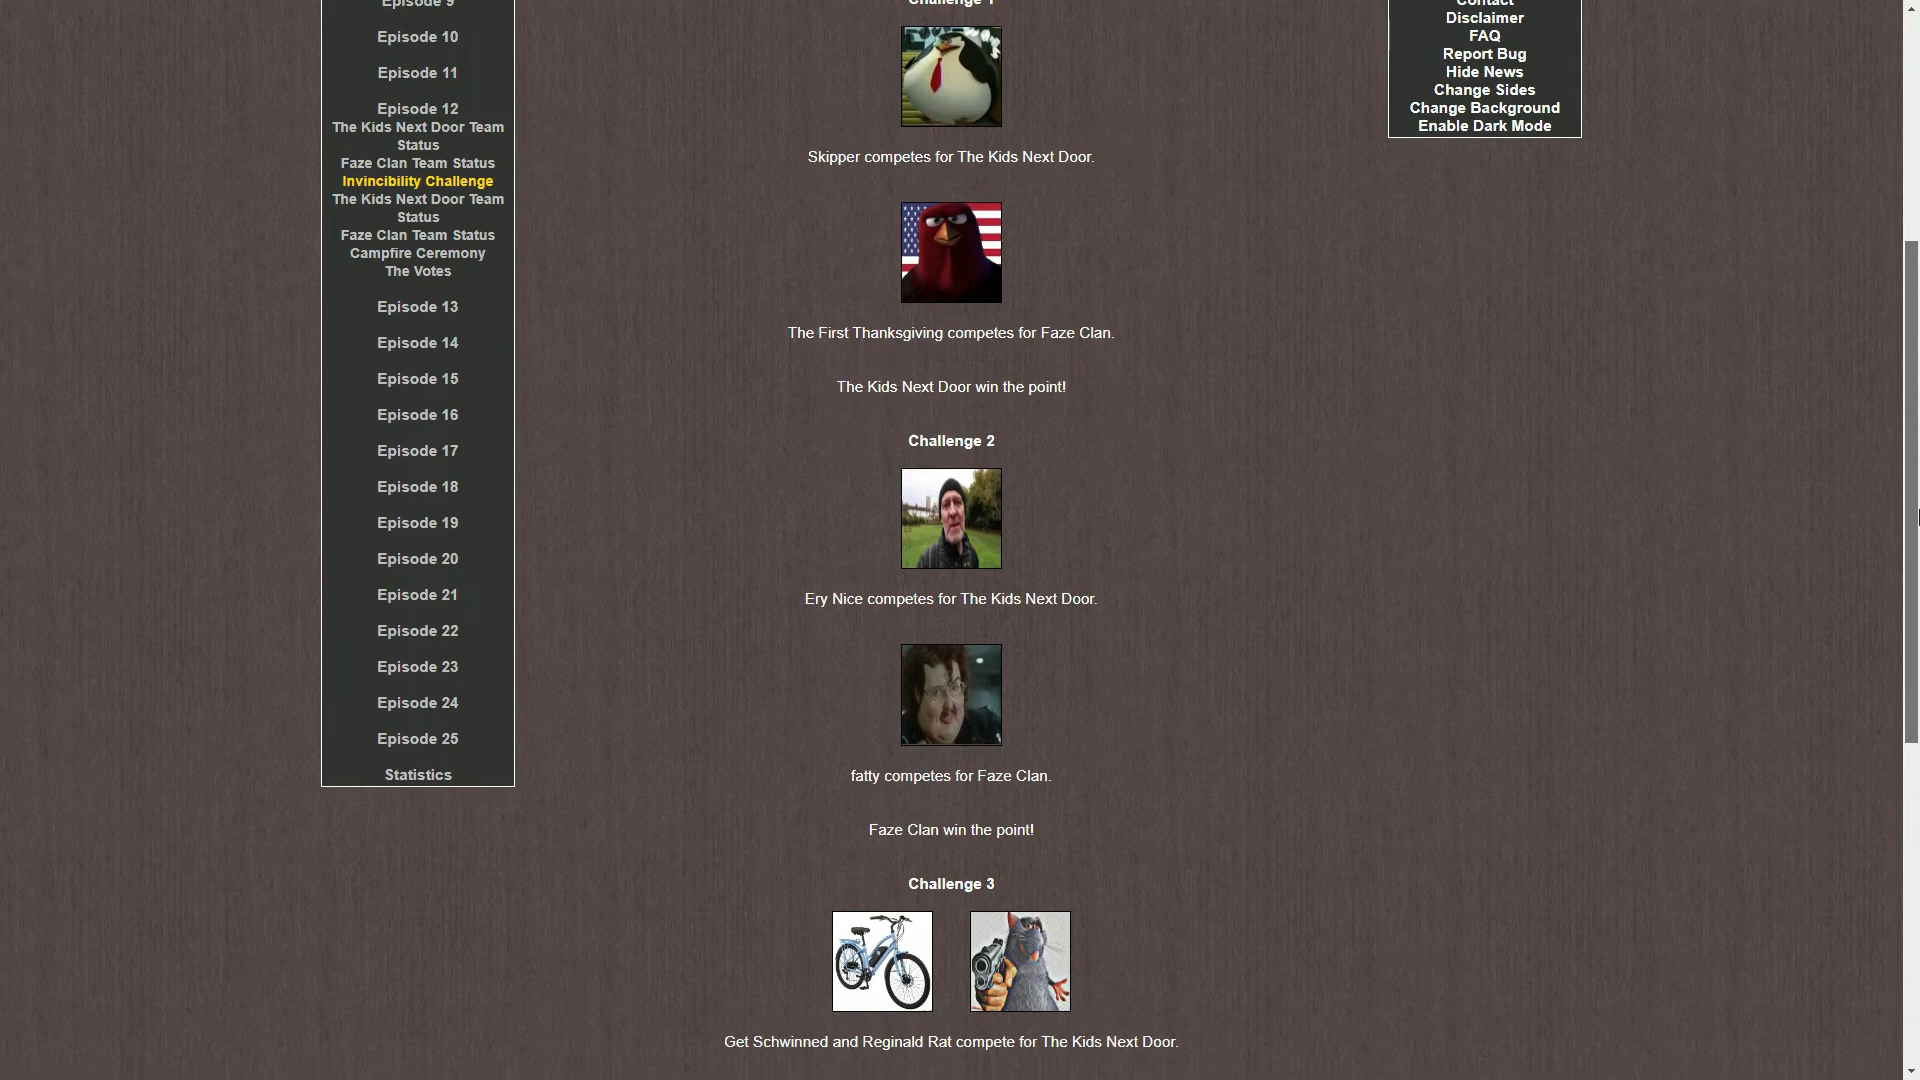 Episode 9
Episode 10
Episode 11
Episode 12
The Kids Next Door Team
Status
Faze Clan Team Status
Invincibility Challenge
The Kids Next Door Team
Status
Faze Clan Team Status
Campfire Ceremony
The Votes
Episode 13
Episode 14
Episode 15
Episode 16
Episode 17
Episode 18
Episode 19
Episode 20
Episode 21
Episode 22
Episode 23
Episode 24
Episode 25
Statistics
Challenge 1
Skipper competes for The Kids Next Door.
The First Thanksgiving competes for Faze Clan.
The Kids Next Door win the point!
Challenge 2
Ery Nice competes for The Kids Next Door.
fatty competes for Faze Clan.
Faze Clan win the point!
Challenge 3
Get Schwinned and Reginald Rat compete for The Kids Next Door.
Contact
Disclaimer
FAQ
Report Bug
Hide News
Change Sides
Change Background
Enable Dark Mode